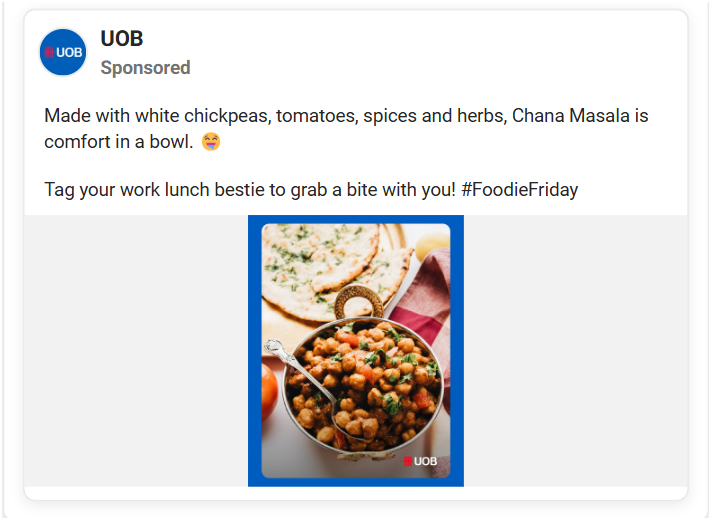 UOB
UOB
Sponsored
Made with white chickpeas, tomatoes, spices and herbs, Chana Masala is
comfort in a bowl. 😝
Tag your work lunch bestie to grab a bite with you! #FoodieFriday
UOB